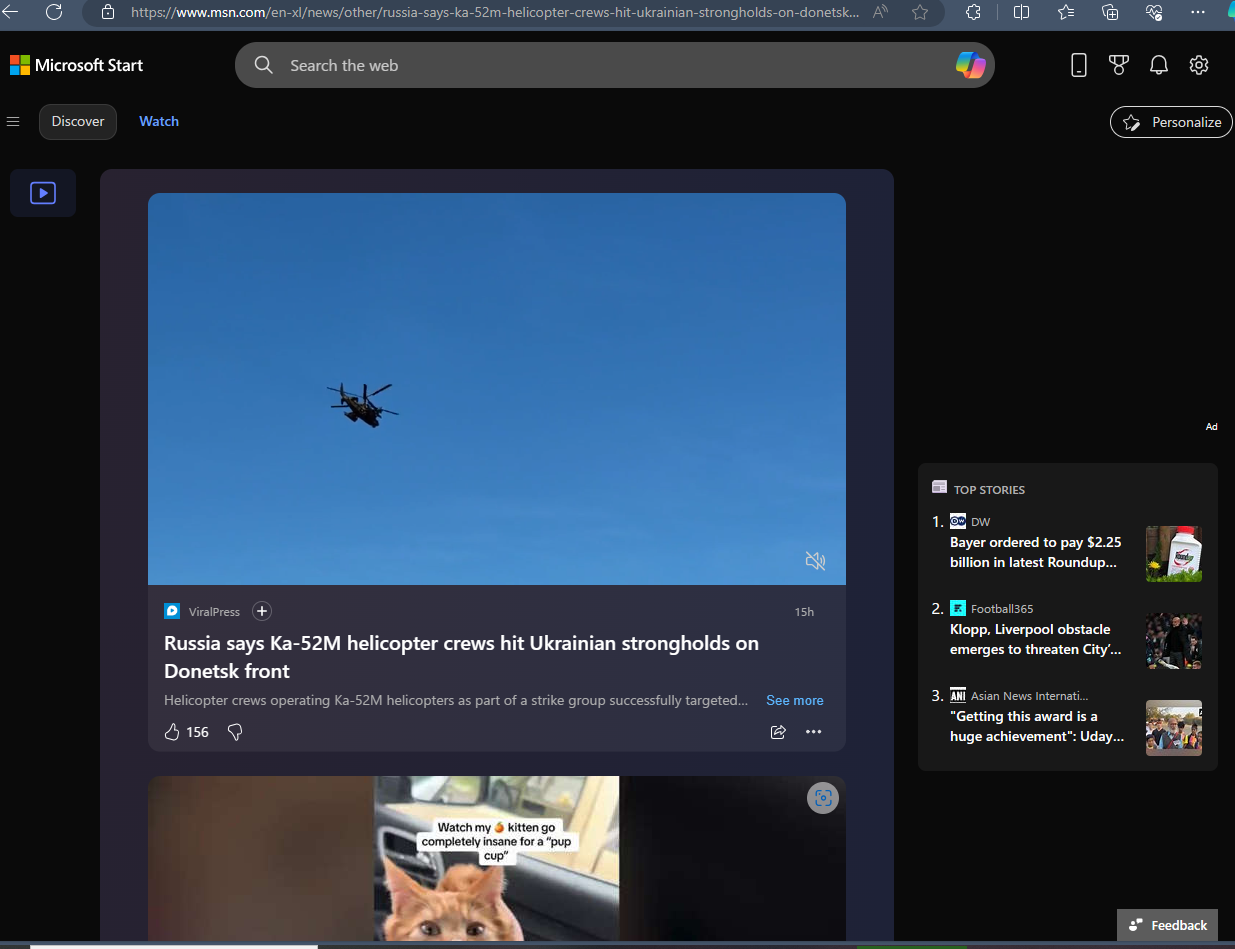 https://www.msn.com/en-xl/news/other/russia-says-ka-52m-helicopter-crews-hit-ukrainian-strongholds-on-donetsk...
Microsoft Start
Search the web
Discover
Watch
Personalize
Ad
ViralPress
15h
Russia says Ka-52M helicopter crews hit Ukrainian strongholds on
Donetsk front
Helicopter crews operating Ka-52M helicopters as part of a strike group successfully targeted...
See more
156
Watch my 🍊 kitten go
completely insane for a “pup
cup”
TOP STORIES
1. DW
Bayer ordered to pay $2.25
billion in latest Roundup...
Roundup
2. Football365
Klopp, Liverpool obstacle
emerges to threaten City’...
3. ANI Asian News Internati...
"Getting this award is a
huge achievement": Uday...
Feedback